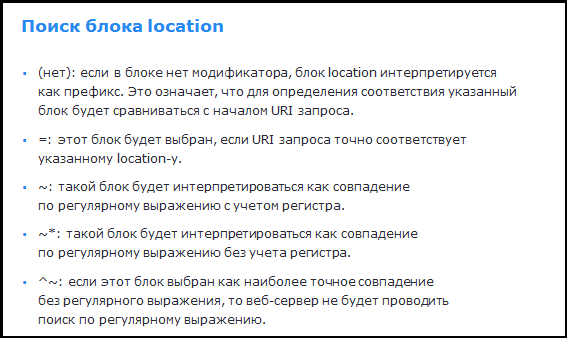 Поиск блока location
▪ (нет): если в блоке нет модификатора, блок location интерпретируется
как префикс. Это означает, что для определения соответствия указанный
блок будет сравниваться с началом URI запроса.
▪ =: этот блок будет выбран, если URI запроса точно соответствует
указанному location-у.
▪ ~: такой блок будет интерпретироваться как совпадение
по регулярному выражению с учетом регистра.
▪ ~*: такой блок будет интерпретироваться как совпадение
по регулярному выражению без учета регистра.
▪ ^~: если этот блок выбран как наиболее точное совпадение
без регулярного выражения, то веб-сервер не будет проводить
поиск по регулярному выражению.